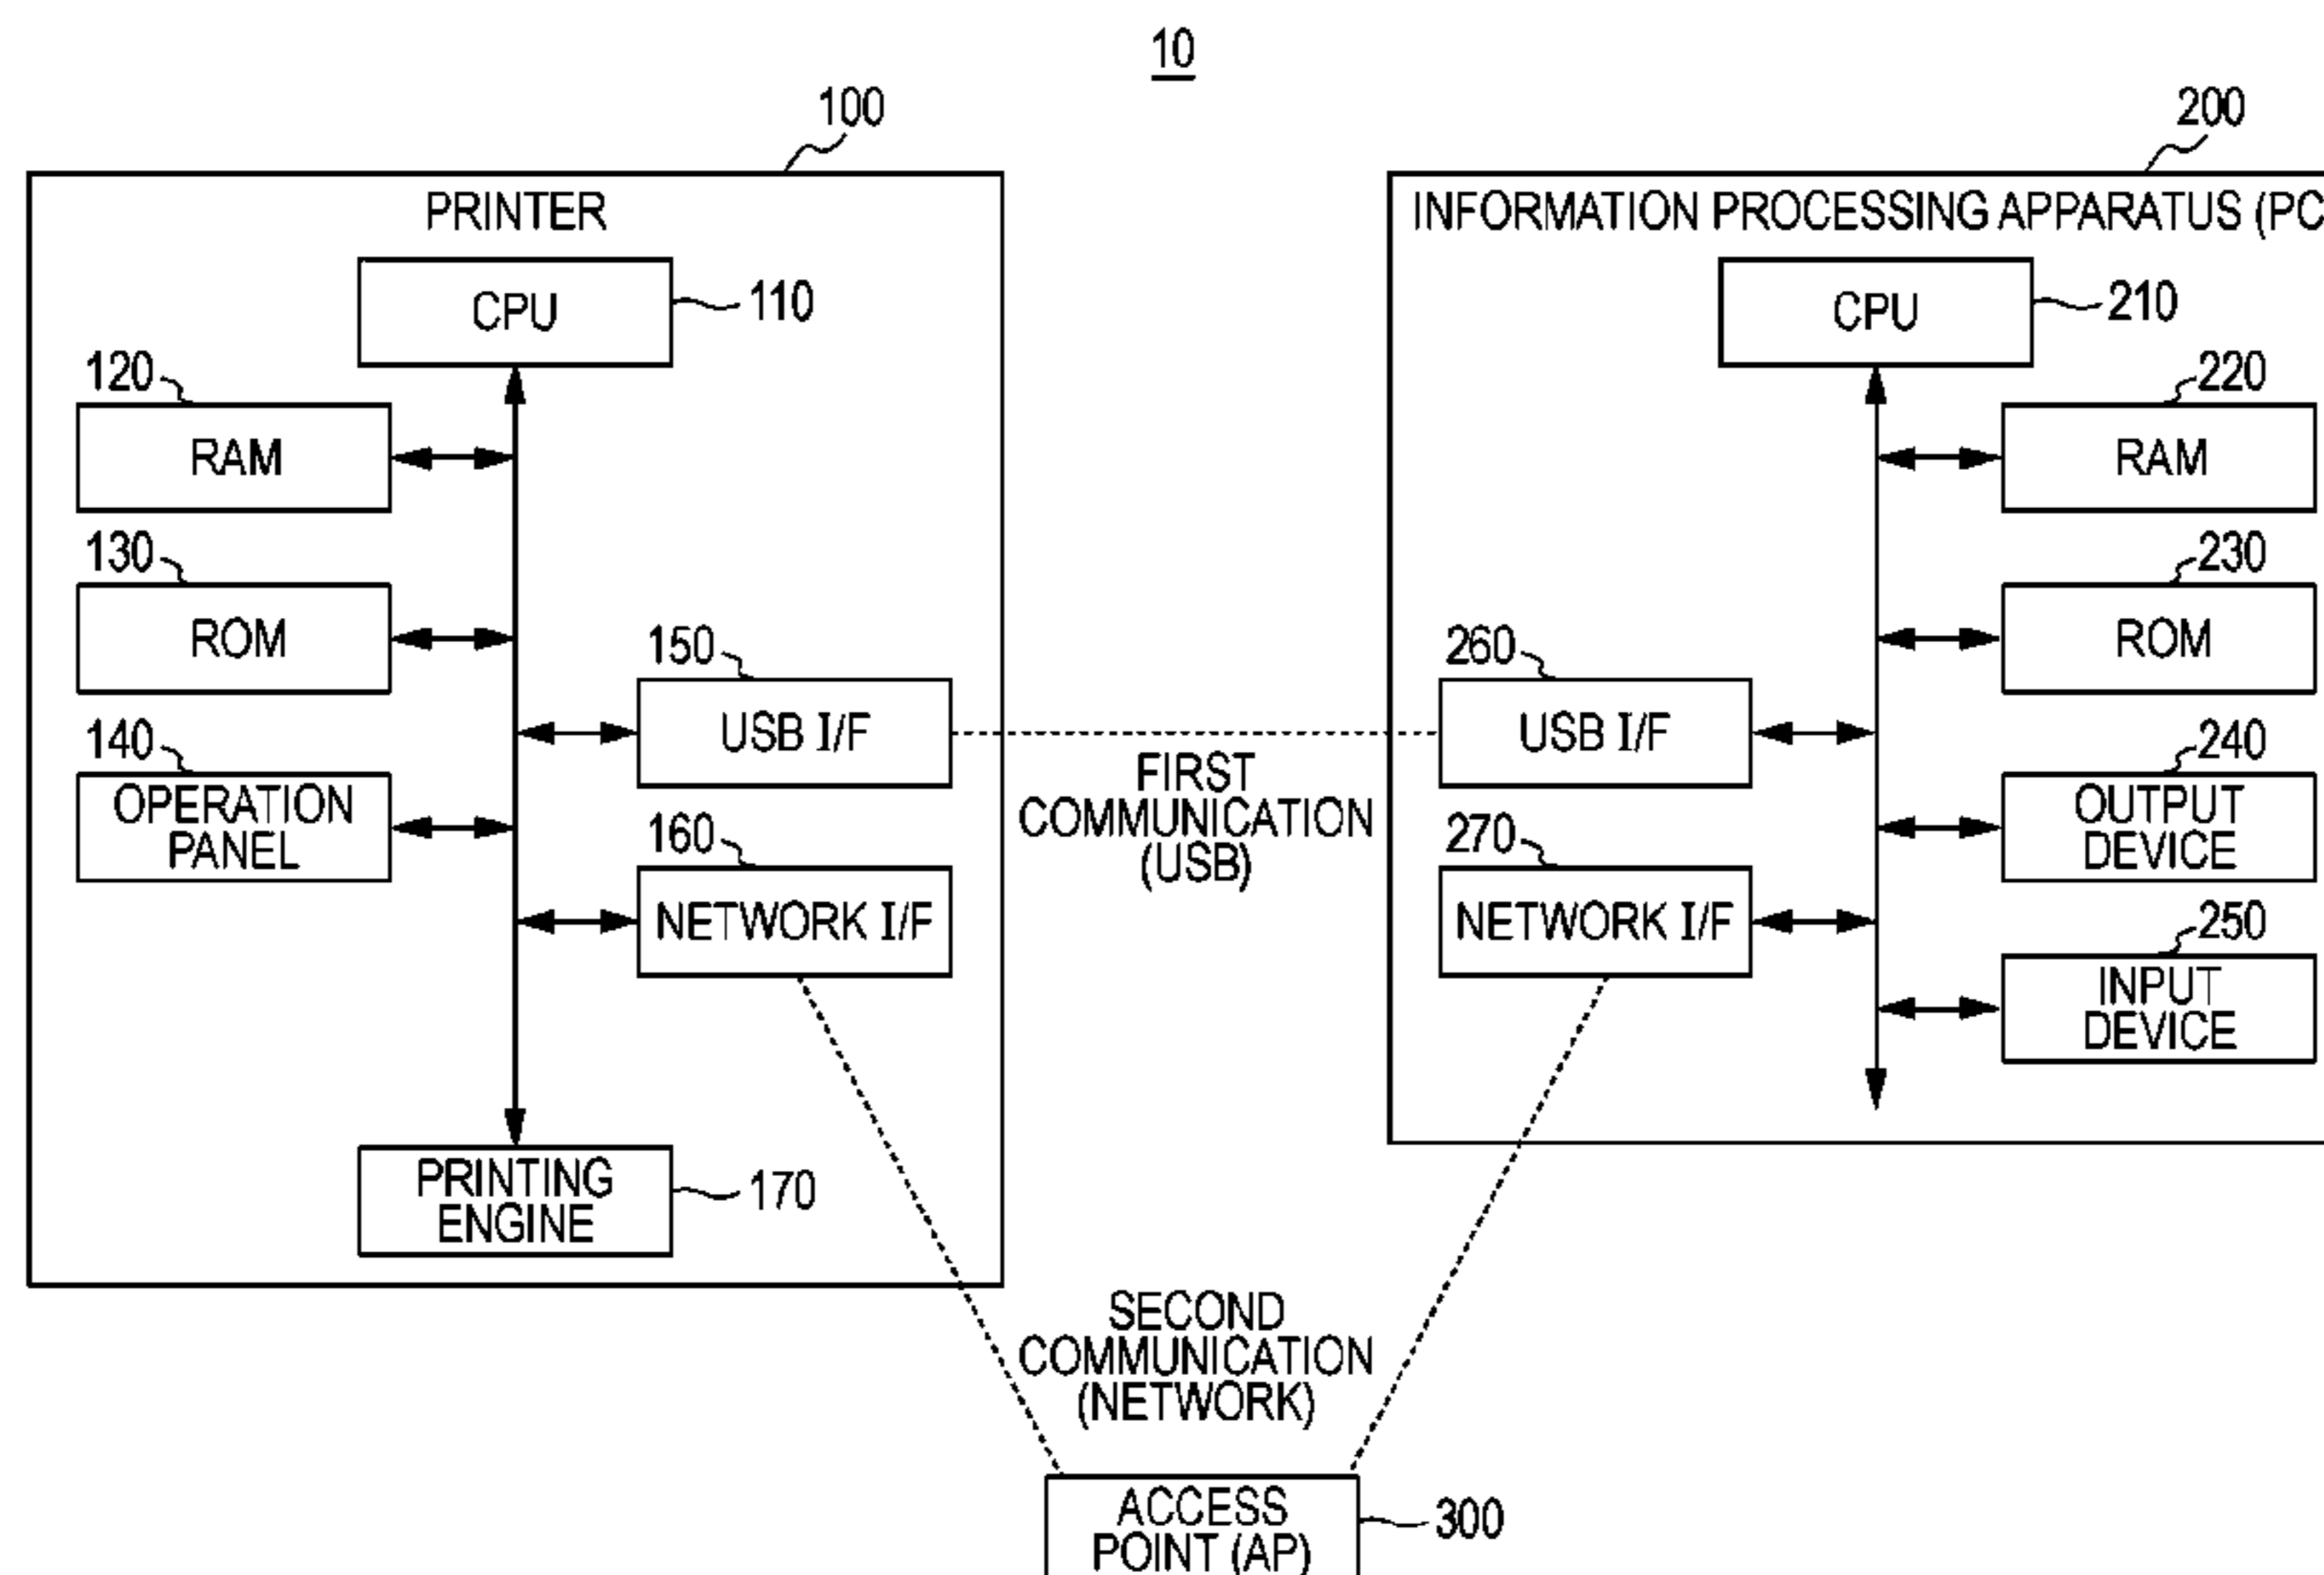 10
100
200
PRINTER
CPU
110
120
RAM
130
ROM
140
OPERATION
PANEL
150
USB I/F
160
NETWORK I/F
PRINTING
ENGINE
170
FIRST
COMMUNICATION
(USB)
INFORMATION PROCESSING APPARATUS (PC
CPU
210
220
RAM
230
ROM
260
USB I/F
240
OUTPUT
DEVICE
270
NETWORK I/F
250
INPUT
DEVICE
SECOND
COMMUNICATION
(NETWORK)
ACCESS
POINT (AP)
300